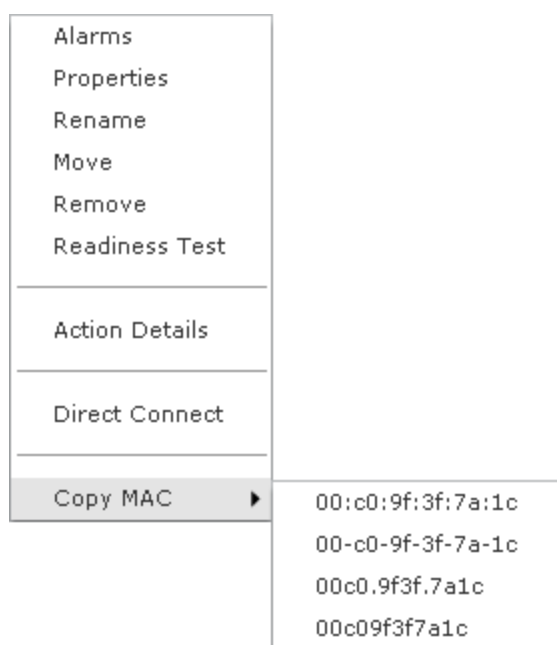 Alarms
Properties
Rename
Move
Remove
Readiness Test
Action Details
Direct Connect
Copy MAC
00:c0:9f:3f:7a:1c
00-c0-9f-3f-7a-1c
00c0.9f3f.7a1c
00c09f3f7a1c